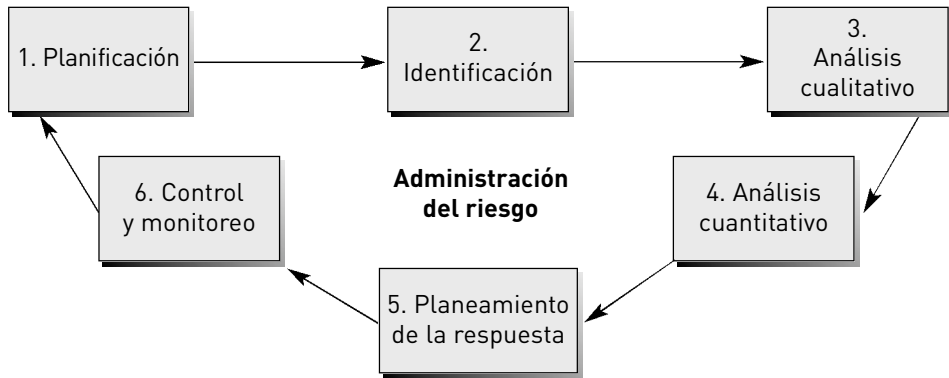 1. Planificación
2.
Identificación
3.
Análisis
cualitativo
4. Análisis
cuantitativo
5. Planeamiento
de la respuesta
6. Control
y monitoreo
Administración
del riesgo